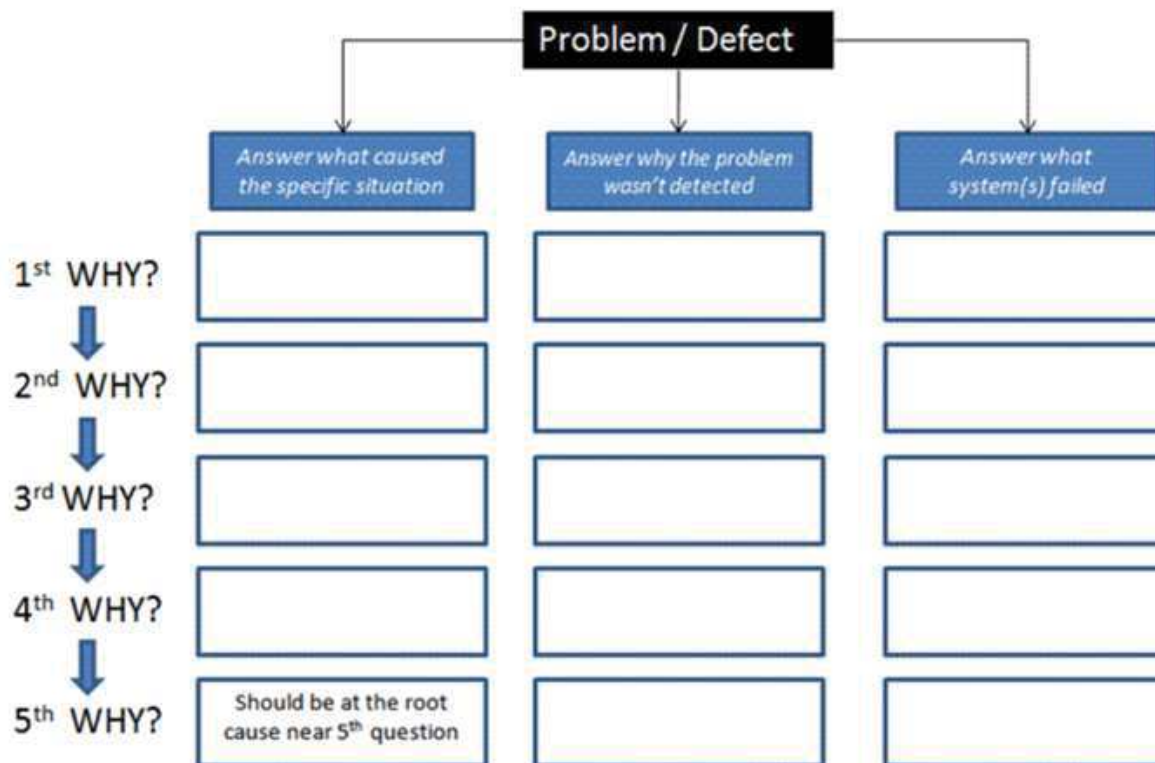 Problem / Defect
Answer what caused
the specific situation
Answer why the problem
wasn't detected
Answer what
system(s) failed
1st WHY?
2nd WHY?
3rd WHY?
4th WHY?
5th WHY?
Should be at the root
cause near 5th question